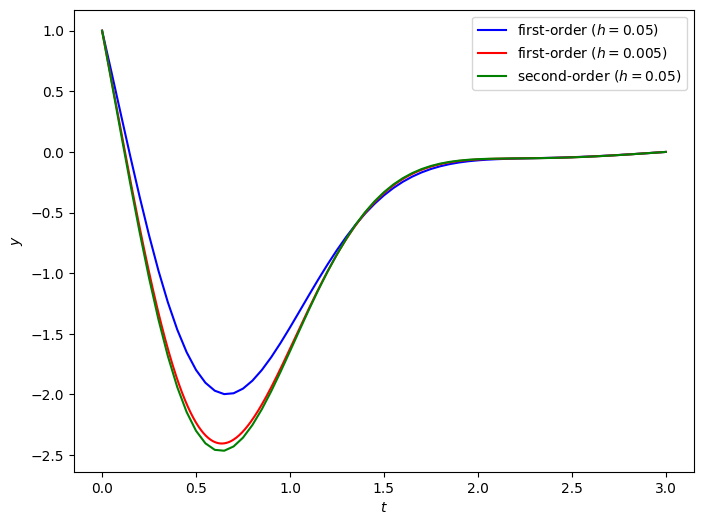 first-order (h = 0.05)
first-order (h = 0.005)
second-order (h = 0.05)
1.0
0.5
0.0
−0.5
−1.0
−1.5
−2.0
−2.5
y
0.0 0.5 1.0 1.5 2.0 2.5 3.0
t